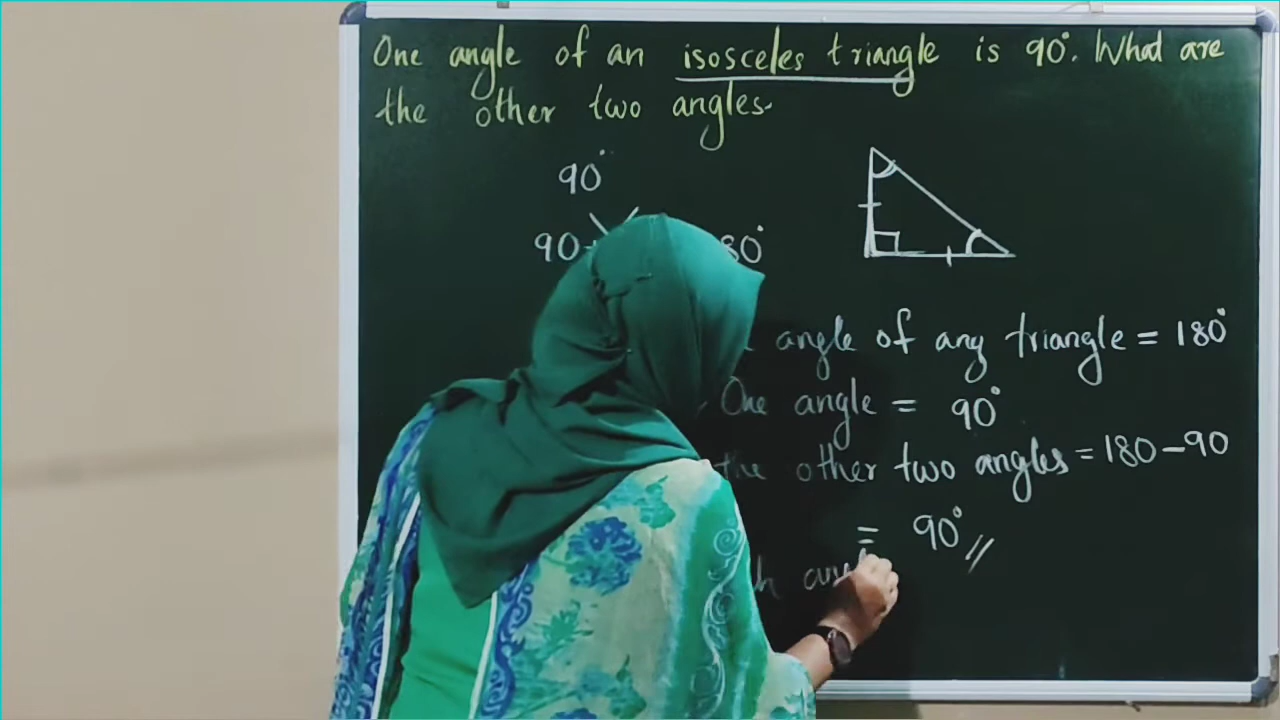 One angle of an isosceles triangle is 90°. What are
the other two angles.
90°
90
80°
angle of any triangle = 180°
One angle = 90°
the other two angles = 180-90
= 90°//